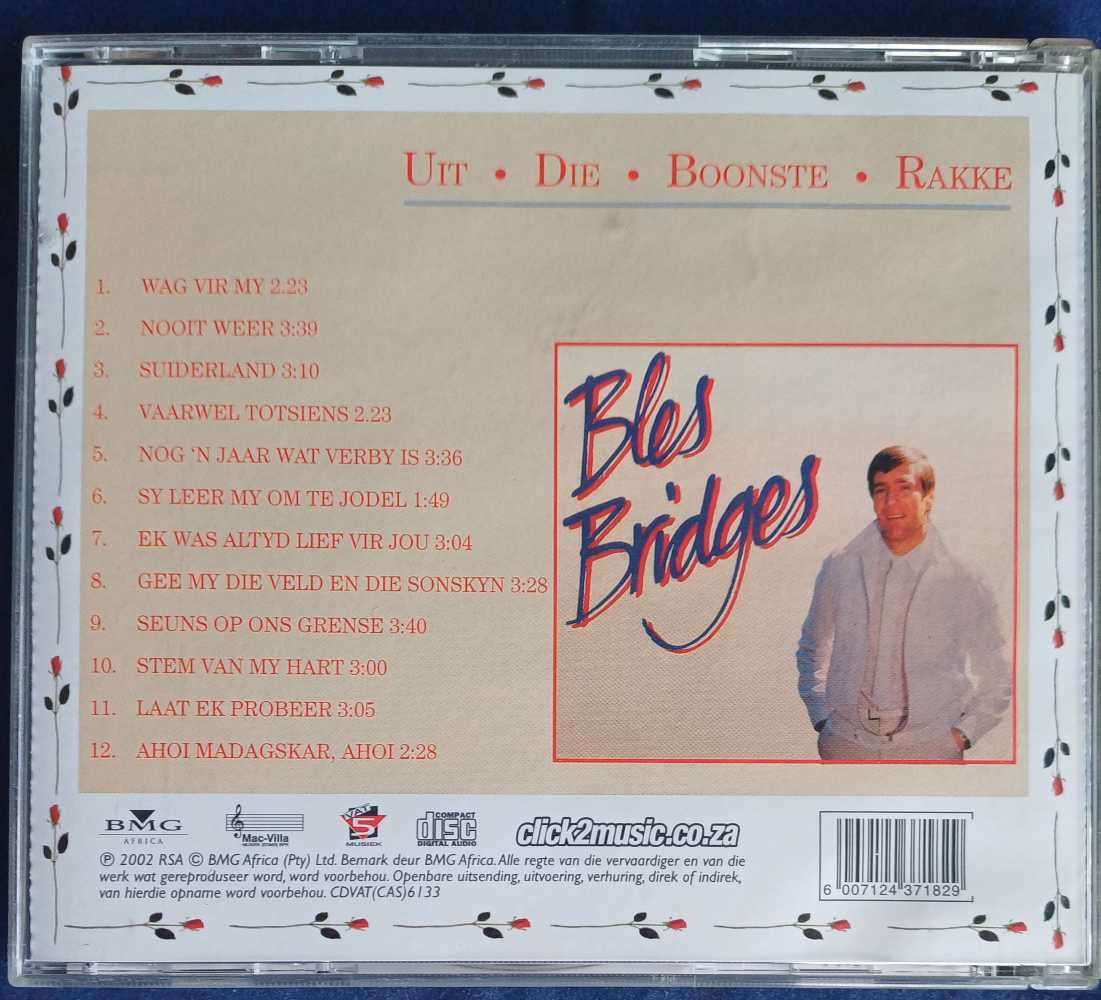 UIT • DIE • BOONSTE • RAKKE
1. WAG VIR MY 2.23
2. NOOIT WEER 3:39
3. SUIDERLAND 3:10
4. VAARWEL TOTSIENS 2.23
5. NOG ‘N JAAR WAT VERBY IS 3:36
6. SY LEER MY OM TE JODEL 1:49
7. EK WAS ALTYD LIEF VIR JOU 3:04
8. GEE MY DIE VELD EN DIE SONSKYN 3:28
9. SEUNS OP ONS GRENSE 3:40
10. STEM VAN MY HART 3:00
11. LAAT EK PROBEER 3:05
12. AHOI MADAGSKAR, AHOI 2:28
Bles
Bridges
BMG
AFRICA
Mac-Villa
VAT
5
MUSIEK
COMPACT
disc
DIGITAL AUDIO
click2music.co.za
℗ 2002 RSA © BMG Africa (Pty) Ltd. Bemark deur BMG Africa. Alle regte van die vervaardiger en van die
werk wat gereproduseer word, word voorbehou. Openbare uitsending, uitvoering, verhuring, direk of indirek,
van hierdie opname word voorbehou. CDVAT(CAS)6133
6 007124 371829